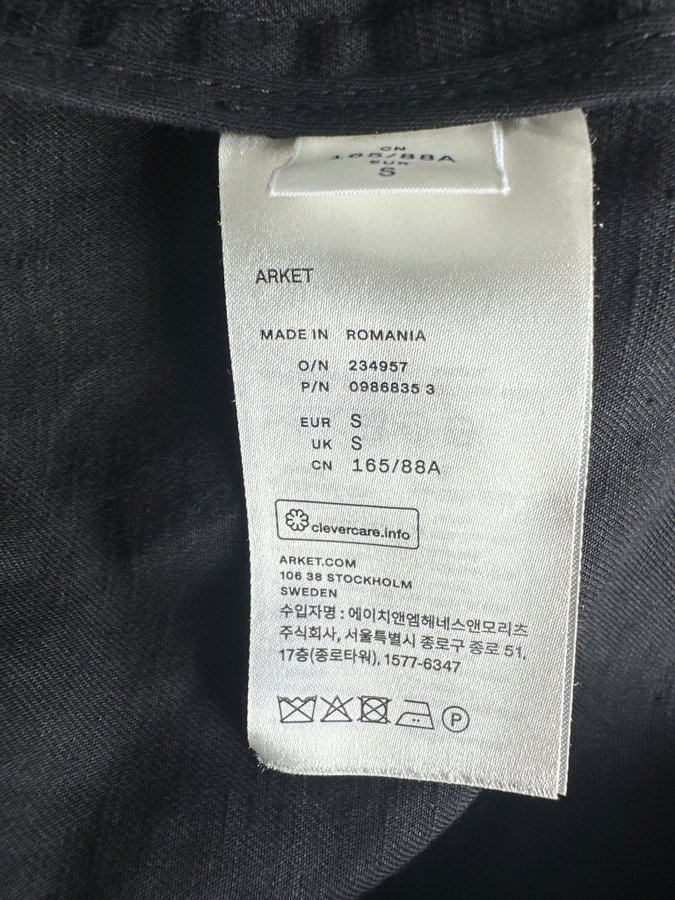 CN
165/88A
EUR
S
ARKET
MADE IN ROMANIA
O/N 234957
P/N 0986835 3
EUR S
UK S
CN 165/88A
clevercare.info
ARKET.COM
106 38 STOCKHOLM
SWEDEN
수입자명 : 에이치앤엠헤네스앤모리츠
주식회사, 서울특별시 종로구 종로 51,
17층(종로타워), 1577-6347
P